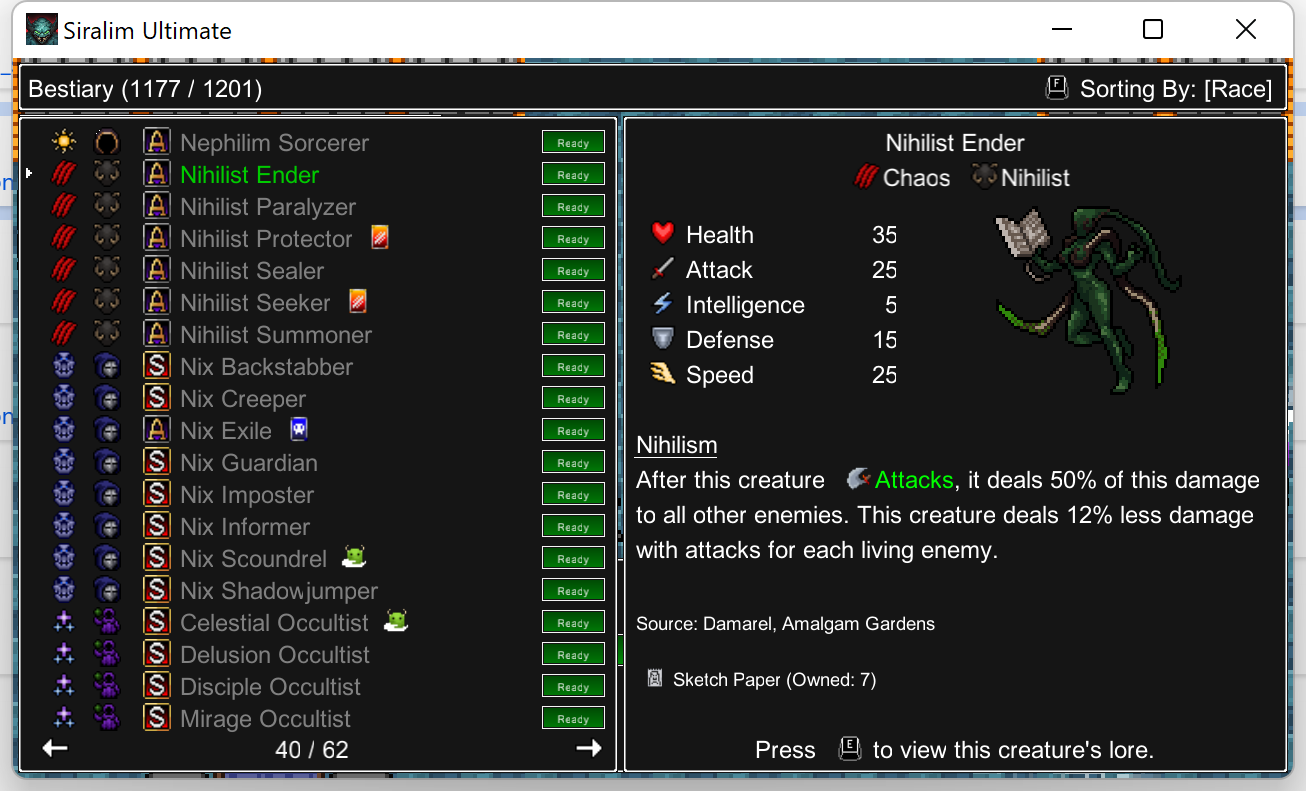 Siralim Ultimate
Bestiary (1177 / 1201)
F Sorting By: [Race]
A Nephilim Sorcerer Ready
A Nihilist Ender Ready
A Nihilist Paralyzer Ready
A Nihilist Protector Ready
A Nihilist Sealer Ready
A Nihilist Seeker Ready
A Nihilist Summoner Ready
S Nix Backstabber Ready
S Nix Creeper Ready
A Nix Exile Ready
S Nix Guardian Ready
S Nix Imposter Ready
S Nix Informer Ready
S Nix Scoundrel Ready
S Nix Shadowjumper Ready
S Celestial Occultist Ready
S Delusion Occultist Ready
S Disciple Occultist Ready
S Mirage Occultist Ready
40 / 62
Nihilist Ender
Chaos Nihilist
Health 35
Attack 25
Intelligence 5
Defense 15
Speed 25
Nihilism
After this creature Attacks, it deals 50% of this damage
to all other enemies. This creature deals 12% less damage
with attacks for each living enemy.
Source: Damarel, Amalgam Gardens
Sketch Paper (Owned: 7)
Press E to view this creature's lore.